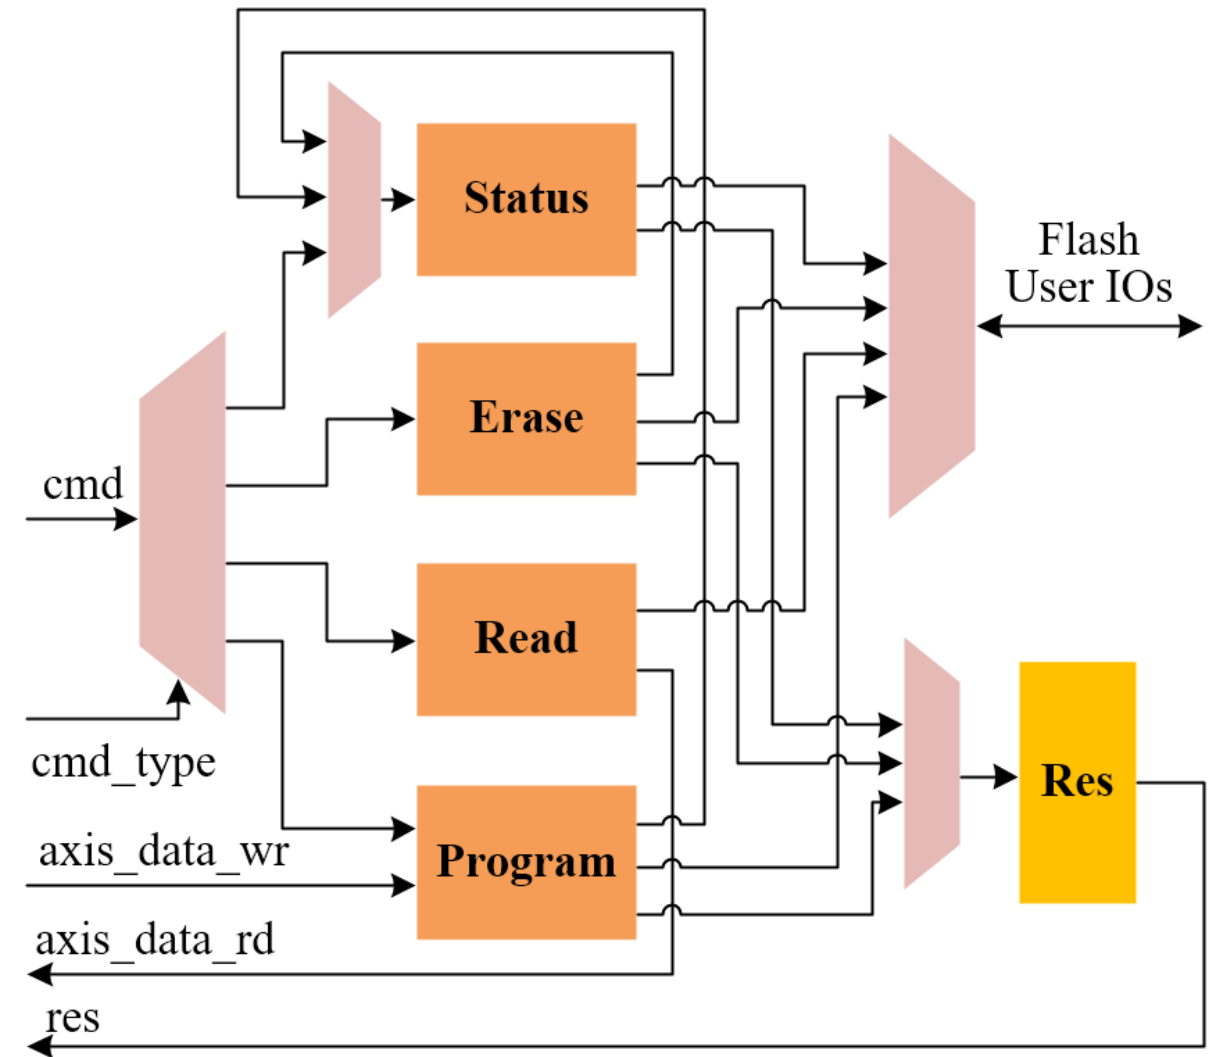 Status
Flash
User IOs
Erase
cmd
Read
cmd_type
Res
axis_data_wr
Program
axis_data_rd
res